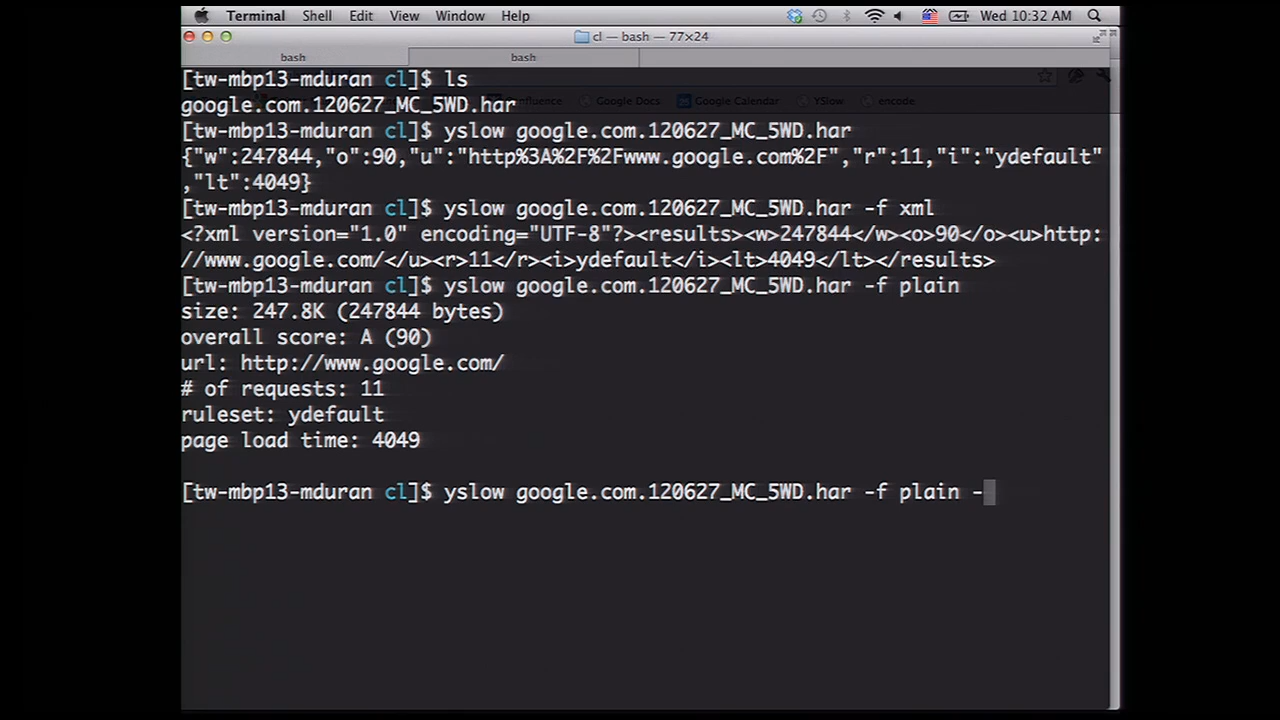 Terminal Shell Edit View Window Help Wed 10:32 AM
cl — bash — 77×24
bash bash
[tw-mbp13-mduran cl]$ ls
Google Docs Google Calendar YSlow encode
google.com.120627_MC_5WD.har
[tw-mbp13-mduran cl]$ yslow google.com.120627_MC_5WD.har
{"w":247844,"o":90,"u":"http%3A%2F%2Fwww.google.com%2F","r":11,"i":"ydefault"
,"lt":4049}
[tw-mbp13-mduran cl]$ yslow google.com.120627_MC_5WD.har -f xml
<?xml version="1.0" encoding="UTF-8"?><results><w>247844</w><o>90</o><u>http:
//www.google.com/</u><r>11</r><i>ydefault</i><lt>4049</lt></results>
[tw-mbp13-mduran cl]$ yslow google.com.120627_MC_5WD.har -f plain
size: 247.8K (247844 bytes)
overall score: A (90)
url: http://www.google.com/
# of requests: 11
ruleset: ydefault
page load time: 4049
[tw-mbp13-mduran cl]$ yslow google.com.120627_MC_5WD.har -f plain -